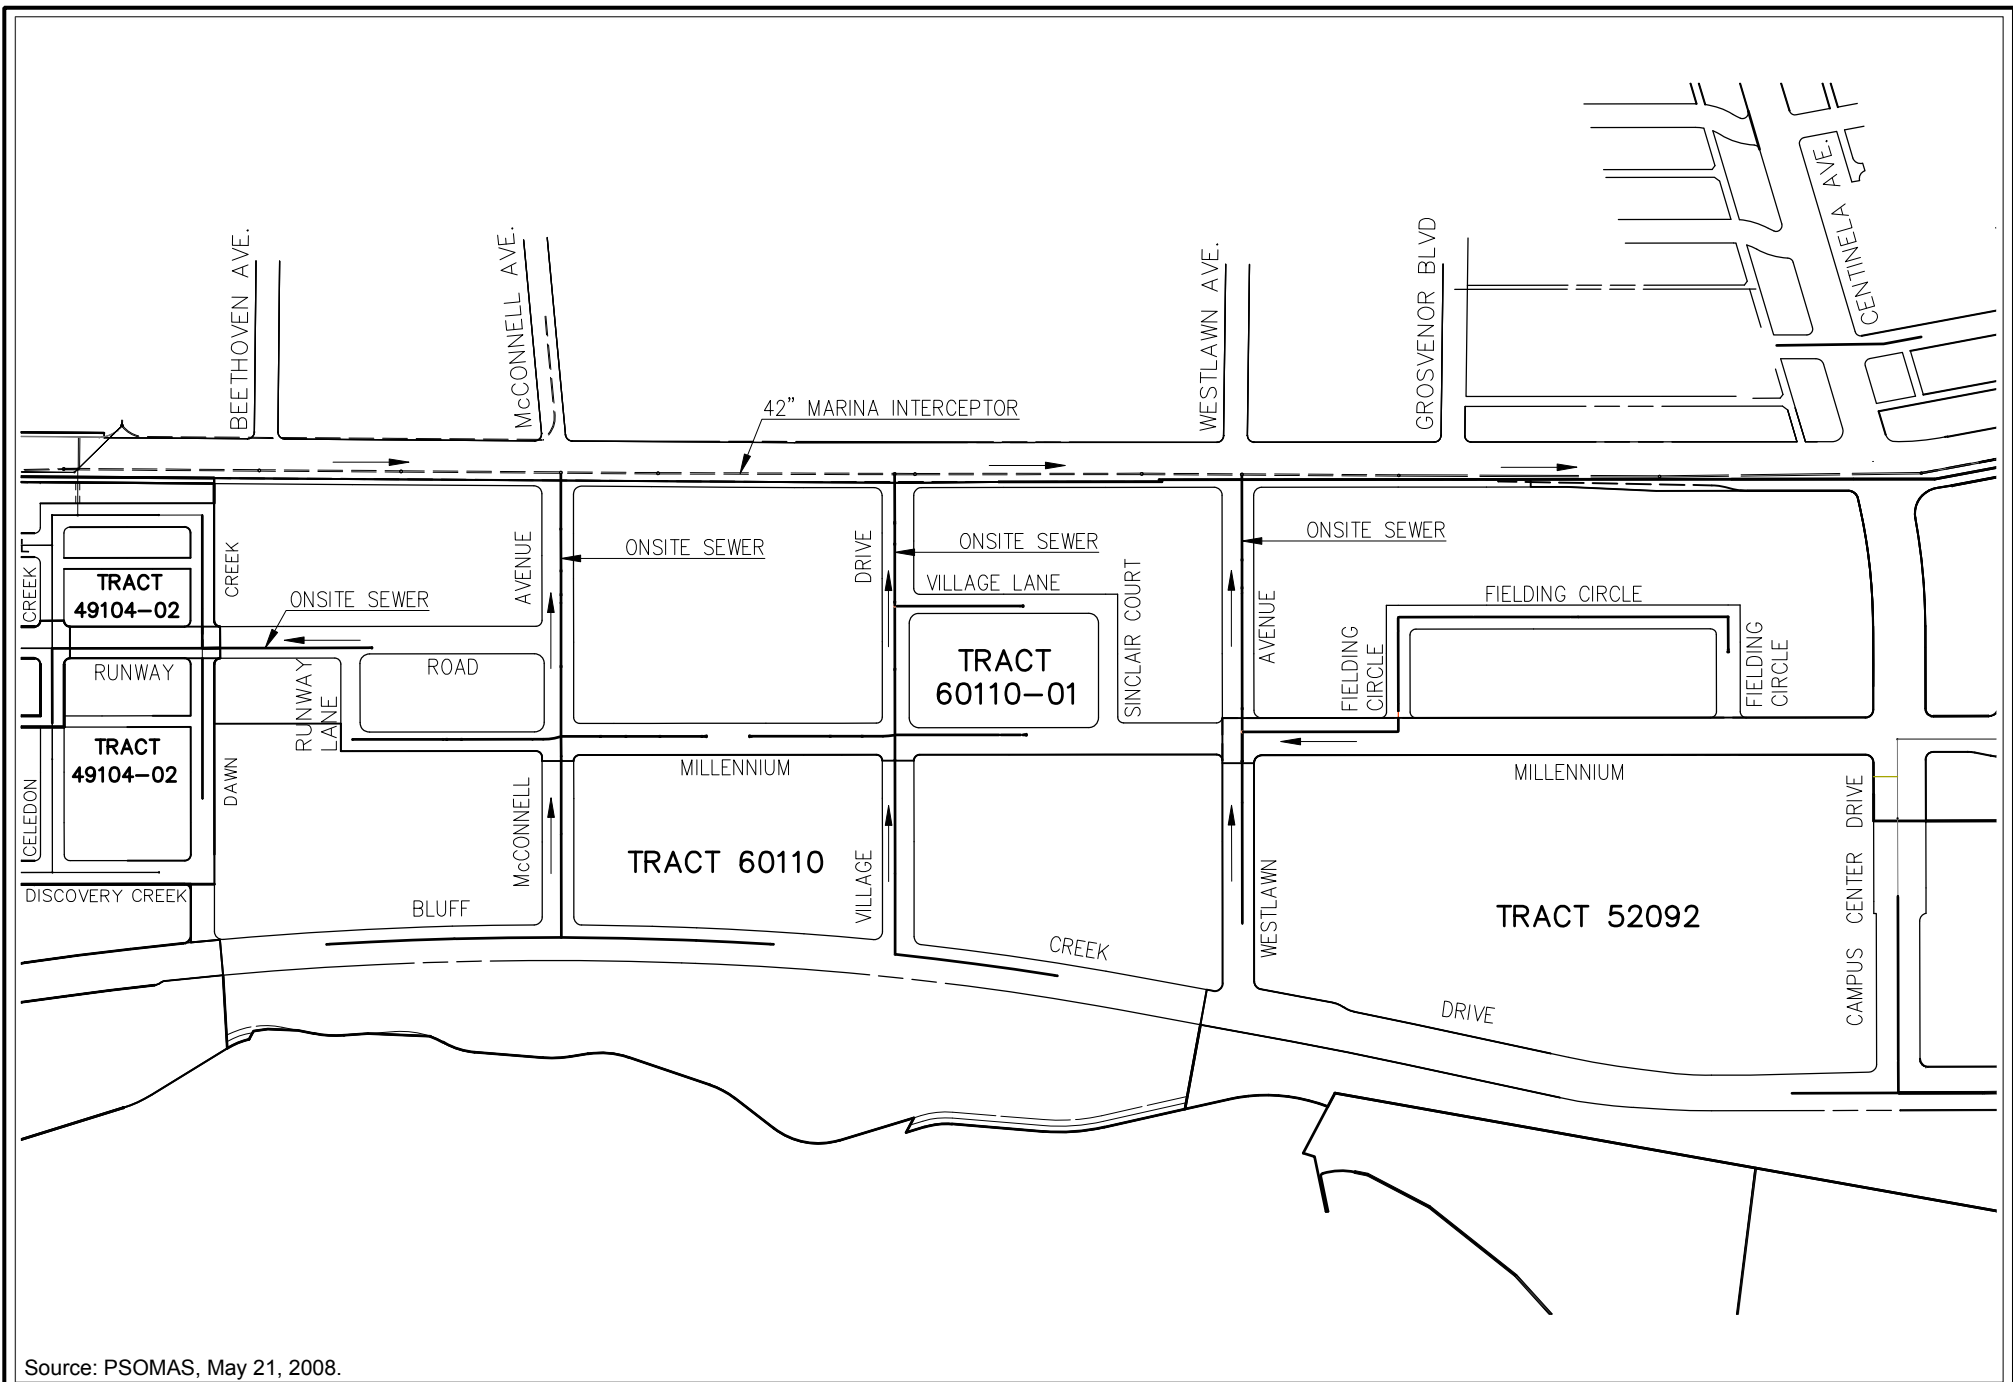 BEETHOVEN AVE.
McCONNELL AVE.
WESTLAWN AVE.
GROSVENOR BLVD
CENTINELA AVE.
42” MARINA INTERCEPTOR
CREEK
TRACT
49104-02
CREEK
ONSITE SEWER
AVENUE
ONSITE SEWER
DRIVE
ONSITE SEWER
VILLAGE LANE
SINCLAIR COURT
ONSITE SEWER
AVENUE
FIELDING CIRCLE
FIELDING
CIRCLE
FIELDING
CIRCLE
RUNWAY
RUNWAY
LANE
ROAD
TRACT
60110-01
TRACT
49104-02
CELEDON
DAWN
McCONNELL
MILLENNIUM
VILLAGE
MILLENNIUM
CAMPUS CENTER DRIVE
TRACT 60110
WESTLAWN
TRACT 52092
DISCOVERY CREEK
BLUFF
CREEK
DRIVE
Source: PSOMAS, May 21, 2008.